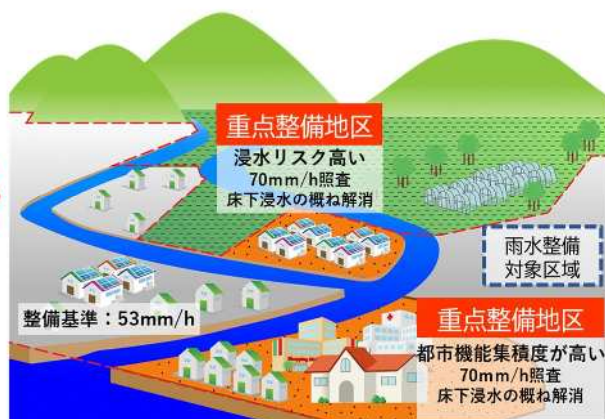 重点整備地区
浸水リスク高い
70mm/h照査
床下浸水の概ね解消
雨水整備
対象区域
整備基準:53mm/h
重点整備地区
都市機能集積度が高い
70mm/h照査
床下浸水の概ね解消